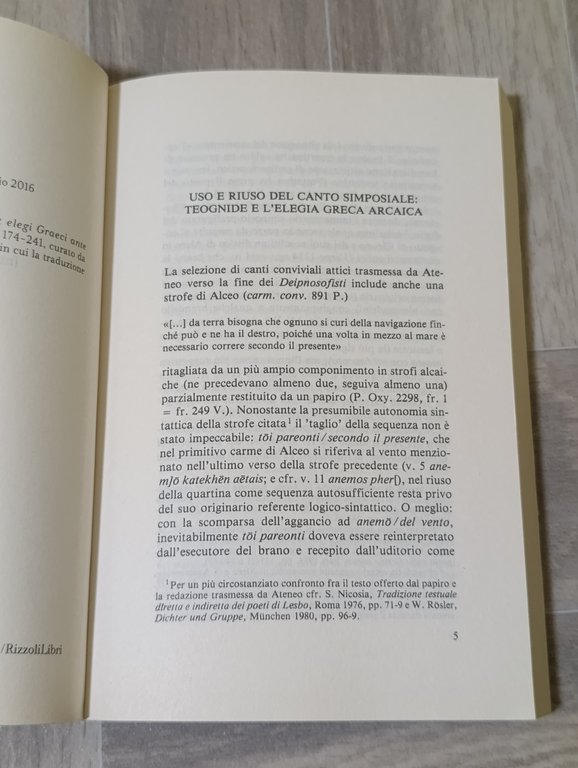 io 2016
elegi Graeci ante
174-241, curato da
in cui la traduzione
/RizzoliLibri
USO E RIUSO DEL CANTO SIMPOSIALE:
TEOGNIDE E L'ELEGIA GRECA ARCAICA
La selezione di canti conviviali attici trasmessa da Ate-
neo verso la fine dei Deipnosofisti include anche una
strofe di Alceo (carm. conv. 891 P.)
«[...] da terra bisogna che ognuno si curi della navigazione fin-
ché può e ne ha il destro, poiché una volta in mezzo al mare è
necessario correre secondo il presente»
ritagliata da un più ampio componimento in strofi alcai-
che (ne precedevano almeno due, seguiva almeno una)
parzialmente restituito da un papiro (P. Oxy. 2298, fr. 1
= fr. 249 V.). Nonostante la presumibile autonomia sin-
tattica della strofe citata¹ il 'taglio' della sequenza non è
stato impeccabile: tōi pareonti/secondo il presente, che
nel primitivo carme di Alceo si riferiva al vento menzio-
nato nell'ultimo verso della strofe precedente (v. 5 ane-
m]ō katekhēn aētais; e cfr. v. 11 anemos pher[), nel riuso
della quartina come sequenza autosufficiente resta privo
del suo originario referente logico-sintattico. O meglio:
con la scomparsa dell'aggancio ad anemō/del vento,
inevitabilmente tōi pareonti doveva essere reinterpretato
dall'esecutore del brano e recepito dall'uditorio come
¹ Per un più circostanziato confronto fra il testo offerto dal papiro e
la redazione trasmessa da Ateneo cfr. S. Nicosia, Tradizione testuale
diretta e indiretta dei poeti di Lesbo, Roma 1976, pp. 71-9 e W. Rösler,
Dichter und Gruppe, München 1980, pp. 96-9.
5